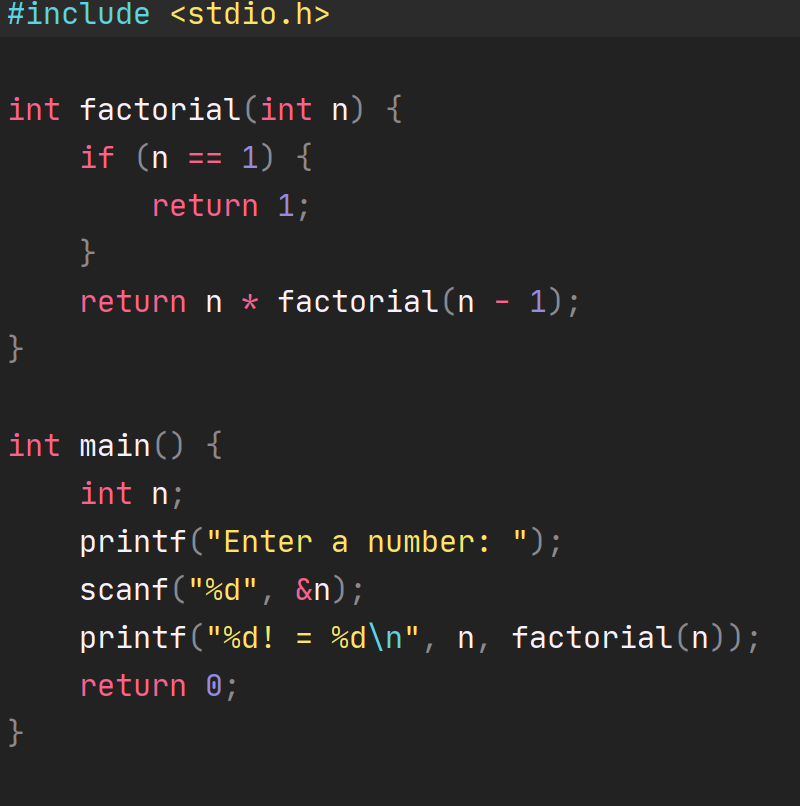 #include <stdio.h>

int factorial(int n) {
    if (n == 1) {
        return 1;
    }
    return n * factorial(n - 1);
}

int main() {
    int n;
    printf("Enter a number: ");
    scanf("%d", &n);
    printf("%d! = %d\n", n, factorial(n));
    return 0;
}